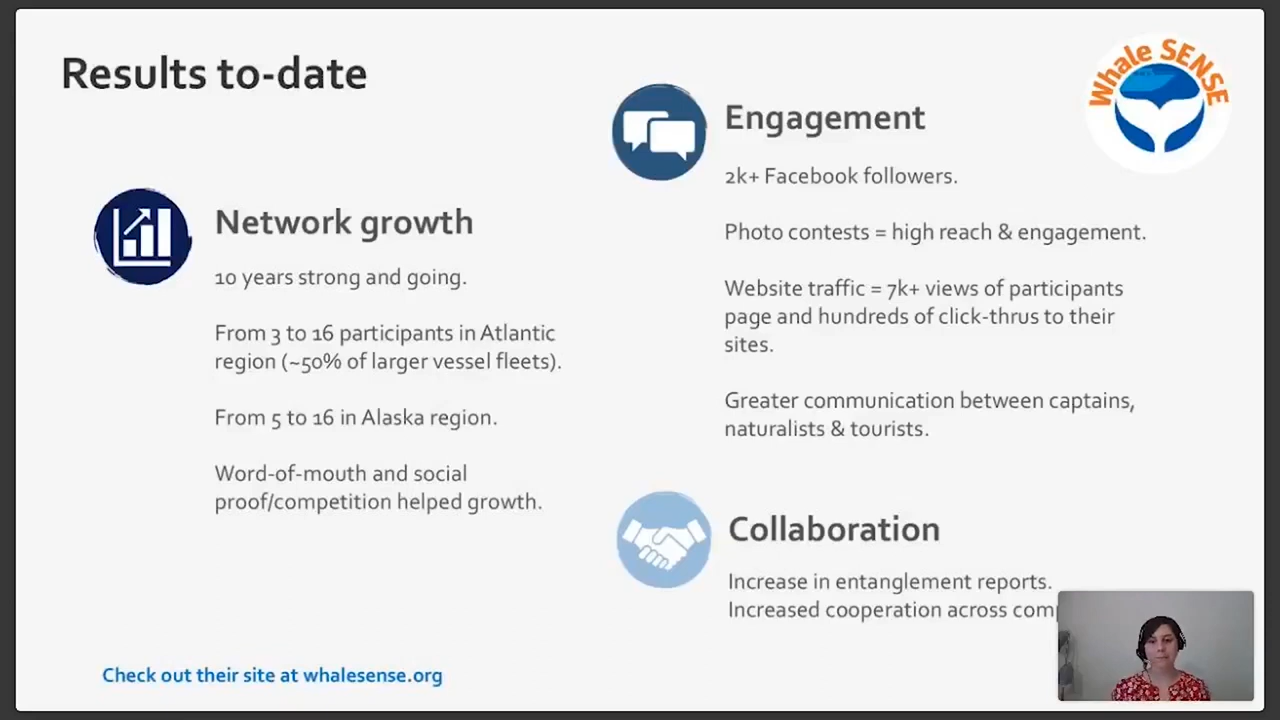 Results to-date
Whale SENSE
Network growth
10 years strong and going.
From 3 to 16 participants in Atlantic
region (~50% of larger vessel fleets).
From 5 to 16 in Alaska region.
Word-of-mouth and social
proof/competition helped growth.
Engagement
2k+ Facebook followers.
Photo contests = high reach & engagement.
Website traffic = 7k+ views of participants
page and hundreds of click-thrus to their
sites.
Greater communication between captains,
naturalists & tourists.
Collaboration
Increase in entanglement reports.
Increased cooperation across
Check out their site at whalesense.org